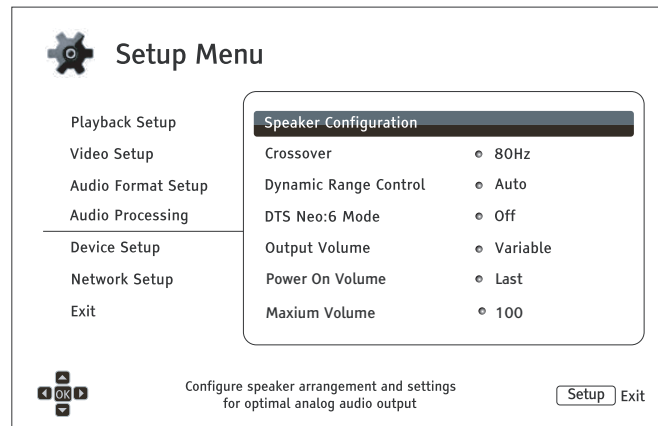 Setup Menu
Playback Setup
Video Setup
Audio Format Setup
Audio Processing
Device Setup
Network Setup
Exit
Speaker Configuration
Crossover 80Hz
Dynamic Range Control Auto
DTS Neo:6 Mode Off
Output Volume Variable
Power On Volume Last
Maxium Volume 100
OK
Configure speaker arrangement and settings
for optimal analog audio output
Setup Exit